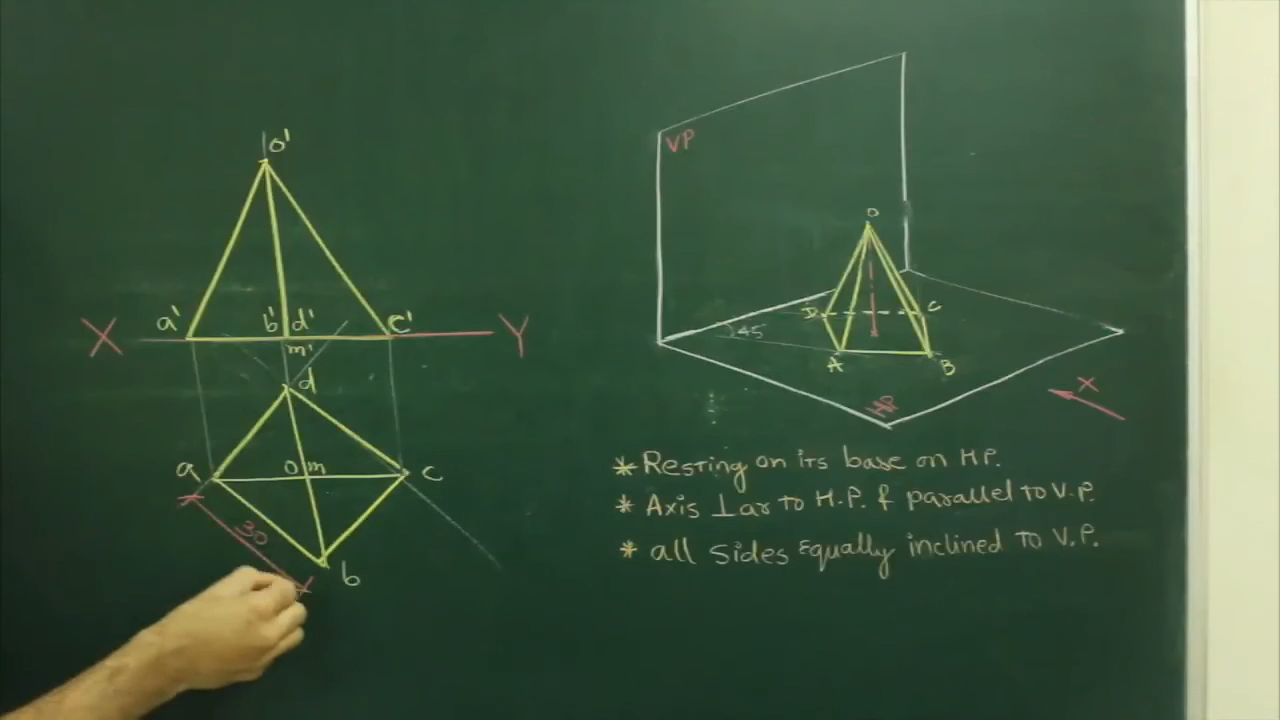 o'
X a' b' d' c' Y
m'
d
a o m c
30
b
VP
O
D C
45
A B
HP
X
* Resting on its base on H.P.
* Axis ⊥ar to H.P. & parallel to V.P.
* all sides equally inclined to V.P.